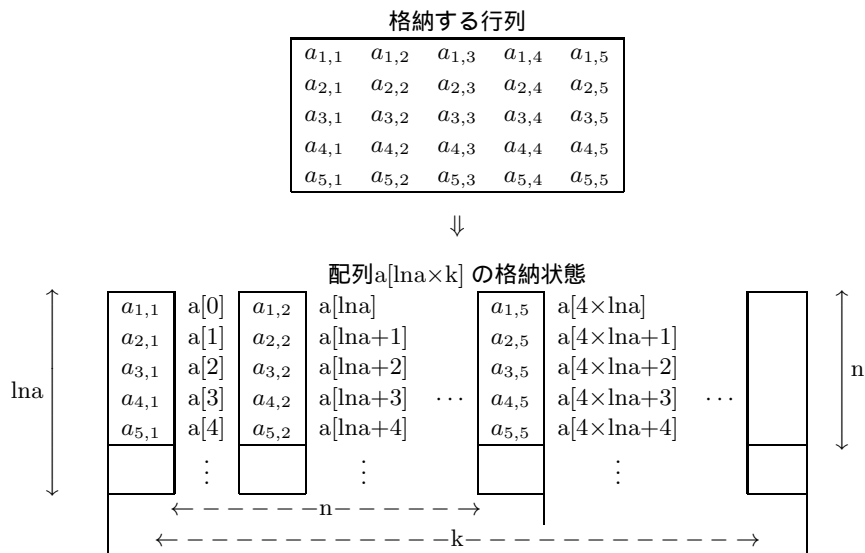 格納する行列
a1,1 a1,2 a1,3 a1,4 a1,5
a2,1 a2,2 a2,3 a2,4 a2,5
a3,1 a3,2 a3,3 a3,4 a3,5
a4,1 a4,2 a4,3 a4,4 a4,5
a5,1 a5,2 a5,3 a5,4 a5,5
⇓
配列a[lna×k] の格納状態
a1,1 a[0] a1,2 a[lna] a1,5 a[4×lna]
a2,1 a[1] a2,2 a[lna+1] a2,5 a[4×lna+1]
lna a3,1 a[2] a3,2 a[lna+2] a3,5 a[4×lna+2] n
a4,1 a[3] a4,2 a[lna+3] ··· a4,5 a[4×lna+3] ···
a5,1 a[4] a5,2 a[lna+4] a5,5 a[4×lna+4]
⋮ ⋮ ⋮
n
k